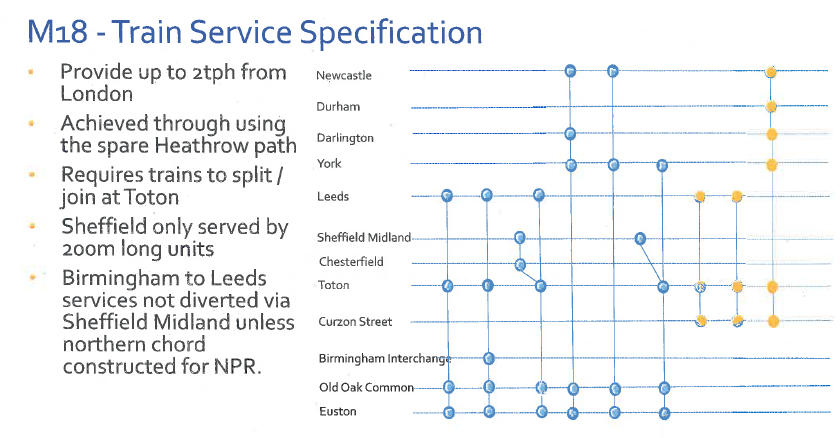 M18 - Train Service Specification
Provide up to 2tph from
London
Achieved through using
the spare Heathrow path
Requires trains to split /
join at Toton
Sheffield only served by
200m long units
Birmingham to Leeds
services not diverted via
Sheffield Midland unless
northern chord
constructed for NPR.
Newcastle
Durham
Darlington
York
Leeds
Sheffield Midland
Chesterfield
Toton
Curzon Street
Birmingham Interchange
Old Oak Common
Euston